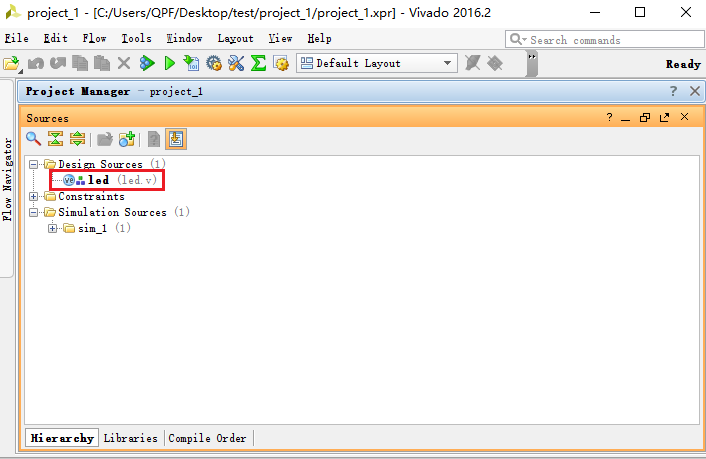 project_1 - [C:/Users/QPF/Desktop/test/project_1/project_1.xpr] - Vivado 2016.2
File Edit Flow Tools Window Layout View Help
Search commands
Default Layout
Ready
Flow Navigator
Project Manager - project_1
Sources
Design Sources (1)
led (led.v)
Constraints
Simulation Sources (1)
sim_1 (1)
Hierarchy Libraries Compile Order